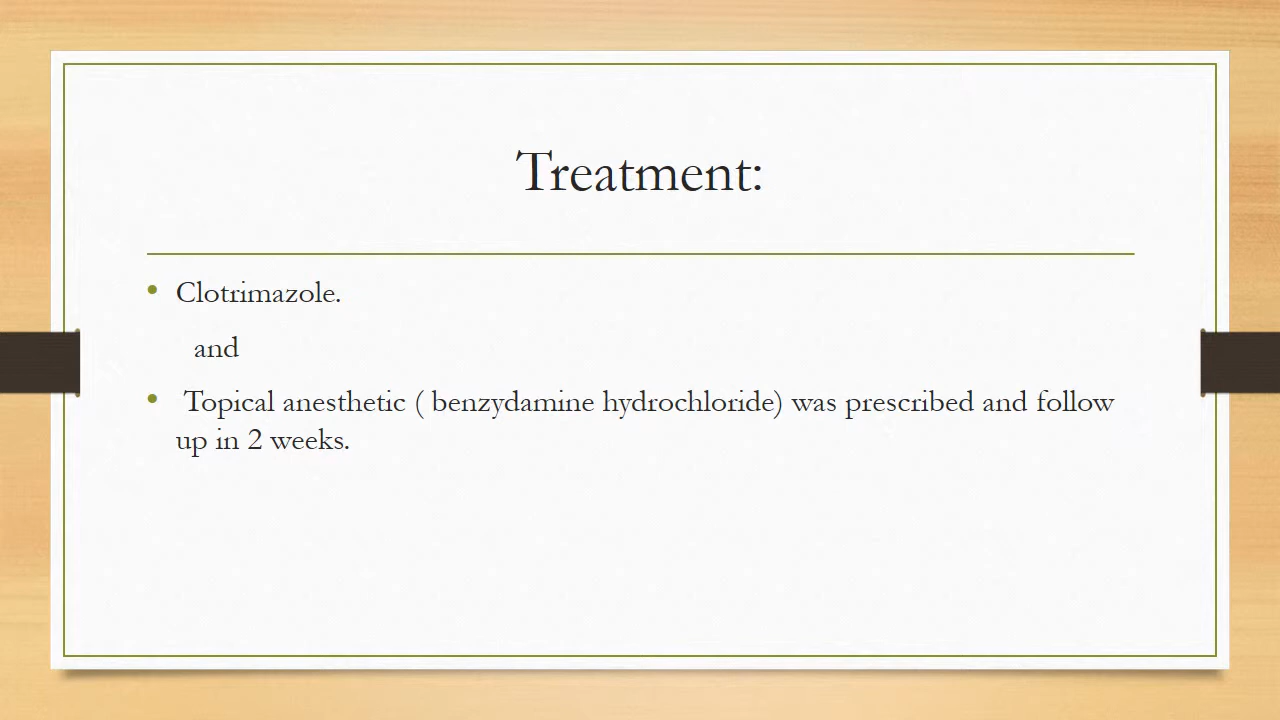 Treatment:
• Clotrimazole.
and
• Topical anesthetic ( benzydamine hydrochloride) was prescribed and follow
up in 2 weeks.